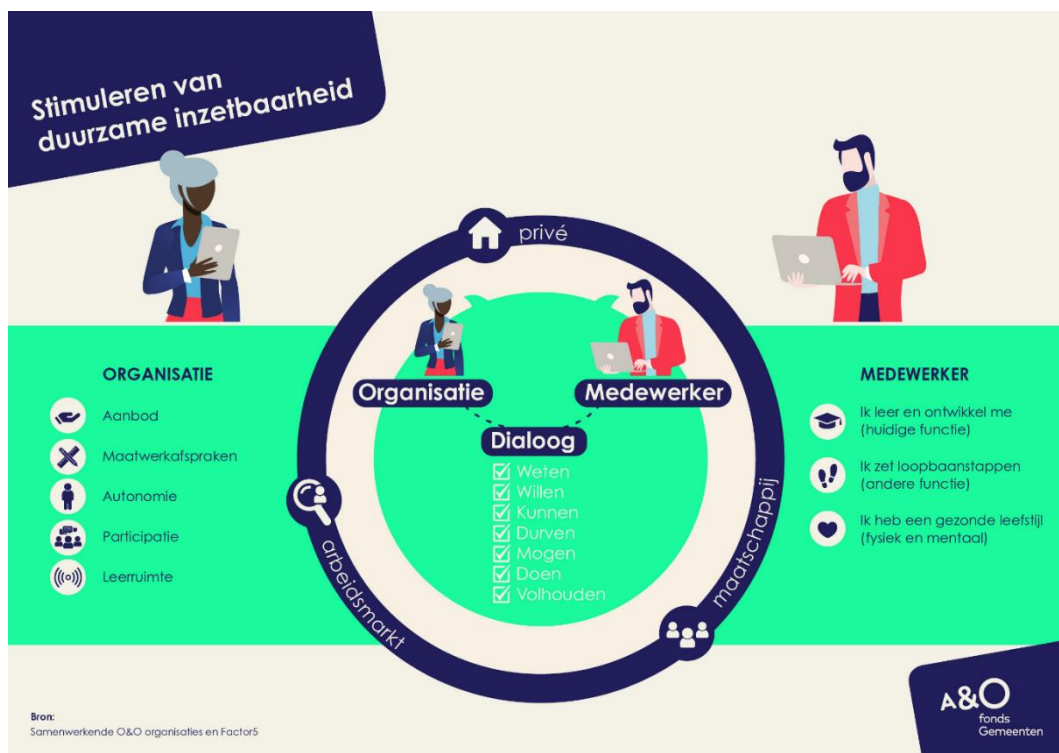 Stimuleren van
duurzame inzetbaarheid
privé
ORGANISATIE
Aanbod
Maatwerkafspraken
Autonomie
Participatie
Leerruimte
Organisatie
Medewerker
Dialoog
Weten
Willen
Kunnen
Durven
Mogen
Doen
Volhouden
arbeidsmarkt
maatschappij
MEDEWERKER
Ik leer en ontwikkel me
(huidige functie)
Ik zet loopbaanstappen
(andere functie)
Ik heb een gezonde leefstijl
(fysiek en mentaal)
Bron:
Samenwerkende O&O organisaties en Factor5
A&O
fonds
Gemeenten